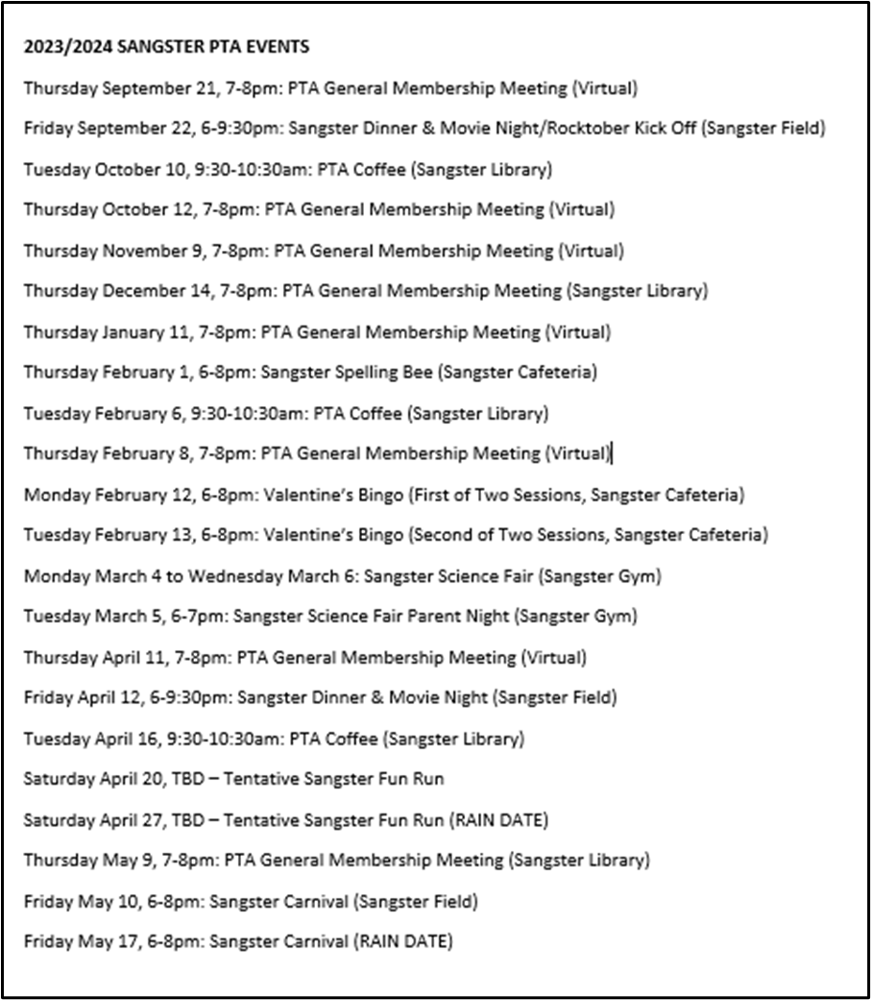 2023/2024 SANGSTER PTA EVENTS
Thursday September 21, 7-8pm: PTA General Membership Meeting (Virtual)
Friday September 22, 6-9:30pm: Sangster Dinner & Movie Night/Rocktober Kick Off (Sangster Field)
Tuesday October 10, 9:30-10:30am: PTA Coffee (Sangster Library)
Thursday October 12, 7-8pm: PTA General Membership Meeting (Virtual)
Thursday November 9, 7-8pm: PTA General Membership Meeting (Virtual)
Thursday December 14, 7-8pm: PTA General Membership Meeting (Sangster Library)
Thursday January 11, 7-8pm: PTA General Membership Meeting (Virtual)
Thursday February 1, 6-8pm: Sangster Spelling Bee (Sangster Cafeteria)
Tuesday February 6, 9:30-10:30am: PTA Coffee (Sangster Library)
Thursday February 8, 7-8pm: PTA General Membership Meeting (Virtual)
Monday February 12, 6-8pm: Valentine’s Bingo (First of Two Sessions, Sangster Cafeteria)
Tuesday February 13, 6-8pm: Valentine’s Bingo (Second of Two Sessions, Sangster Cafeteria)
Monday March 4 to Wednesday March 6: Sangster Science Fair (Sangster Gym)
Tuesday March 5, 6-7pm: Sangster Science Fair Parent Night (Sangster Gym)
Thursday April 11, 7-8pm: PTA General Membership Meeting (Virtual)
Friday April 12, 6-9:30pm: Sangster Dinner & Movie Night (Sangster Field)
Tuesday April 16, 9:30-10:30am: PTA Coffee (Sangster Library)
Saturday April 20, TBD – Tentative Sangster Fun Run
Saturday April 27, TBD – Tentative Sangster Fun Run (RAIN DATE)
Thursday May 9, 7-8pm: PTA General Membership Meeting (Sangster Library)
Friday May 10, 6-8pm: Sangster Carnival (Sangster Field)
Friday May 17, 6-8pm: Sangster Carnival (RAIN DATE)